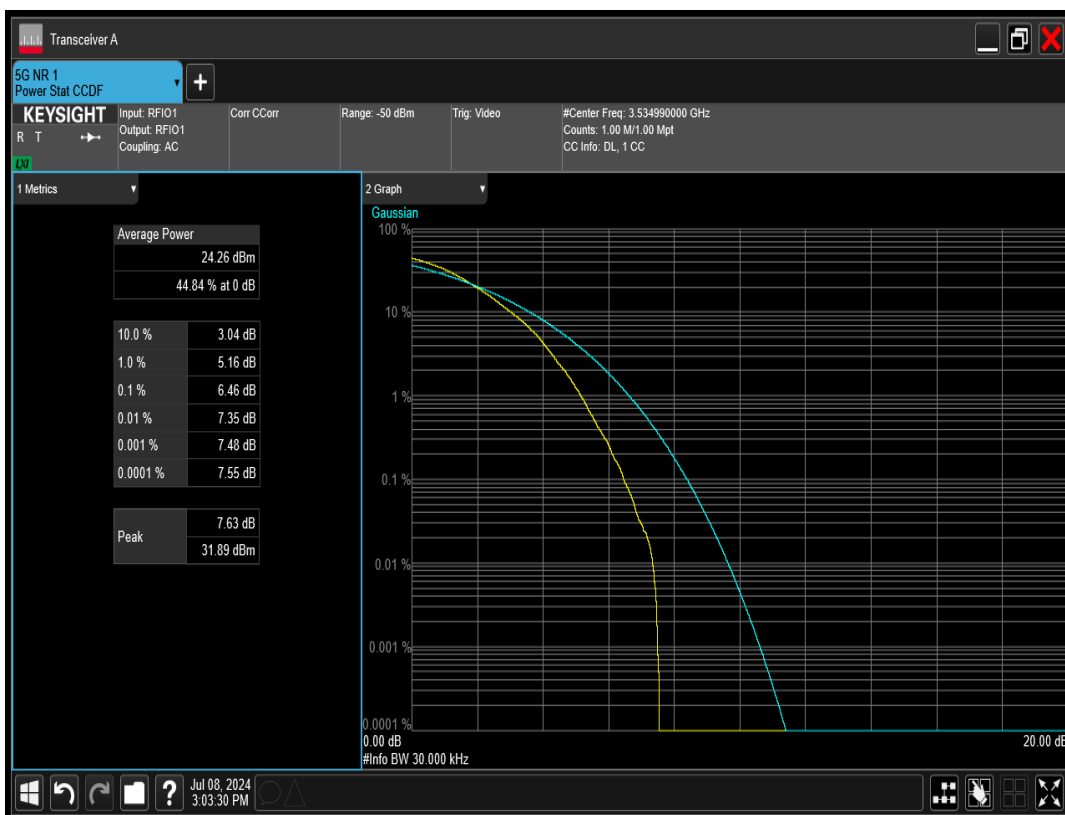 Transceiver A
5G NR 1
Power Stat CCDF
+
KEYSIGHT
R T
LXI
Input: RFIO1
Output: RFIO1
Coupling: AC
Corr CCorr
Range: -50 dBm
Trig: Video
#Center Freq: 3.534990000 GHz
Counts: 1.00 M/1.00 Mpt
CC Info: DL, 1 CC
1 Metrics
Average Power
24.26 dBm
44.84 % at 0 dB
10.0 % 3.04 dB
1.0 % 5.16 dB
0.1 % 6.46 dB
0.01 % 7.35 dB
0.001 % 7.48 dB
0.0001 % 7.55 dB
Peak 7.63 dB
31.89 dBm
2 Graph
Gaussian
100 %
10 %
1 %
0.1 %
0.01 %
0.001 %
0.0001 %
0.00 dB
20.00 dB
#Info BW 30.000 kHz
?
Jul 08, 2024
3:03:30 PM